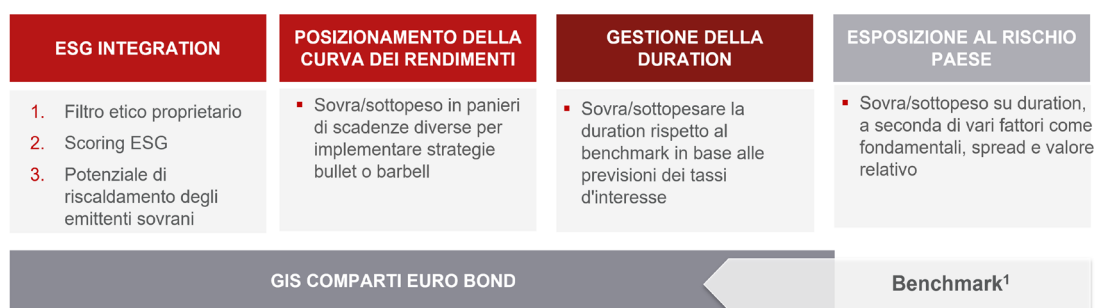 ESG INTEGRATION
1. Filtro etico proprietario
2. Scoring ESG
3. Potenziale di
riscaldamento degli
emittenti sovrani
POSIZIONAMENTO DELLA
CURVA DEI RENDIMENTI
▪ Sovra/sottopeso in panieri
di scadenze diverse per
implementare strategie
bullet o barbell
GESTIONE DELLA
DURATION
▪ Sovra/sottopesare la
duration rispetto al
benchmark in base alle
previsioni dei tassi
d'interesse
ESPOSIZIONE AL RISCHIO
PAESE
▪ Sovra/sottopeso su duration,
a seconda di vari fattori come
fondamentali, spread e valore
relativo
GIS COMPARTI EURO BOND
Benchmark¹